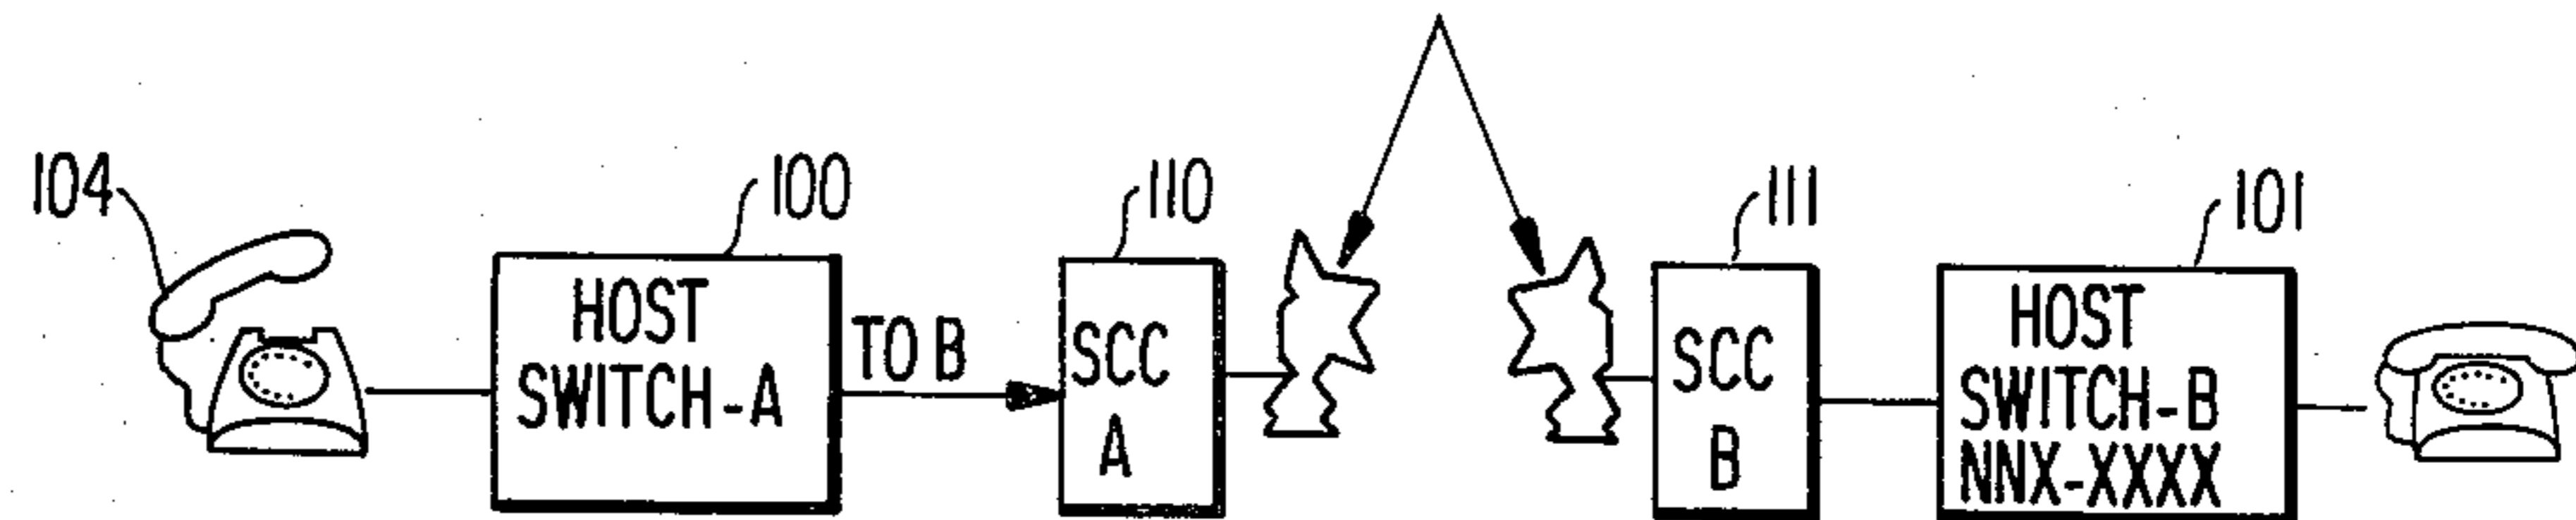 104
100
110
111
101
HOST
SWITCH-A
TO B
SCC
A
SCC
B
HOST
SWITCH-B
NNX-XXXX